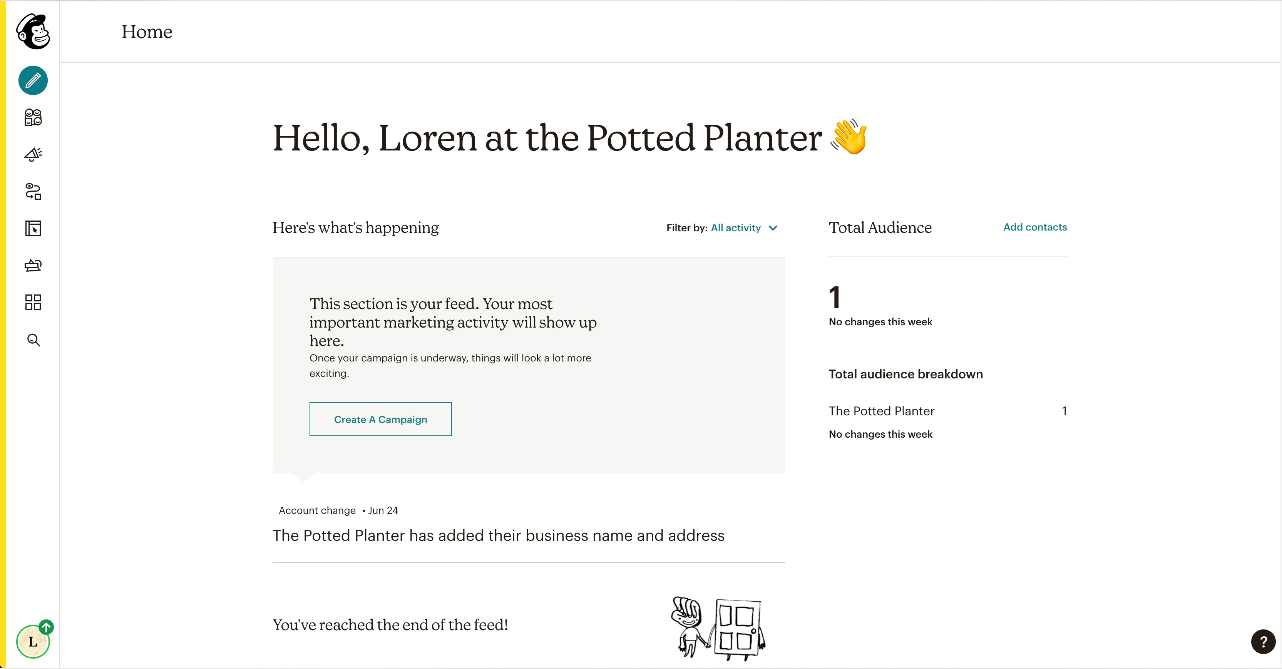 Home
Hello, Loren at the Potted Planter 👋
Here's what's happening
Filter by: All activity
This section is your feed. Your most
important marketing activity will show up
here.
Once your campaign is underway, things will look a lot more
exciting.
Create A Campaign
Account change • Jun 24
The Potted Planter has added their business name and address
You've reached the end of the feed!
Total Audience
Add contacts
1
No changes this week
Total audience breakdown
The Potted Planter 1
No changes this week
L
?